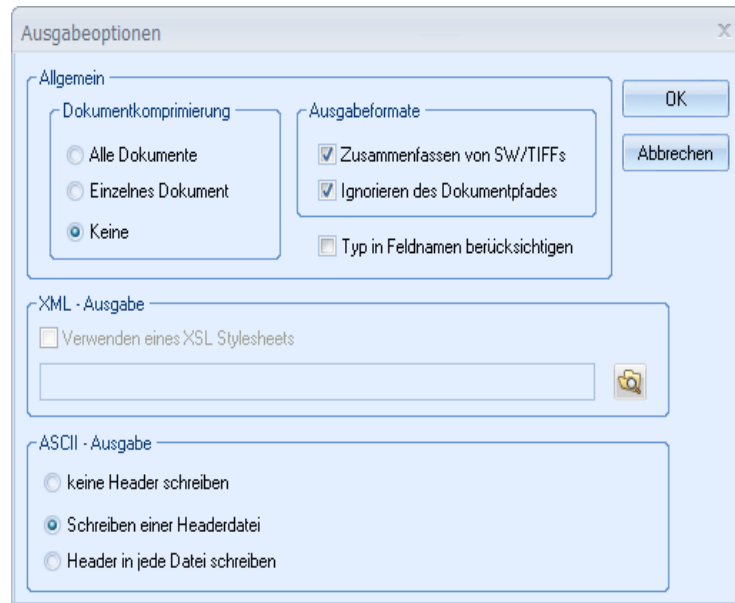 Ausgabeoptionen
x
Allgemein
Dokumentkomprimierung
Alle Dokumente
Einzelnes Dokument
Keine
Ausgabeformate
Zusammenfassen von SW/TIFFs
Ignorieren des Dokumentpfades
Typ in Feldnamen berücksichtigen
OK
Abbrechen
XML - Ausgabe
Verwenden eines XSL Stylesheets
ASCII - Ausgabe
keine Header schreiben
Schreiben einer Headerdatei
Header in jede Datei schreiben